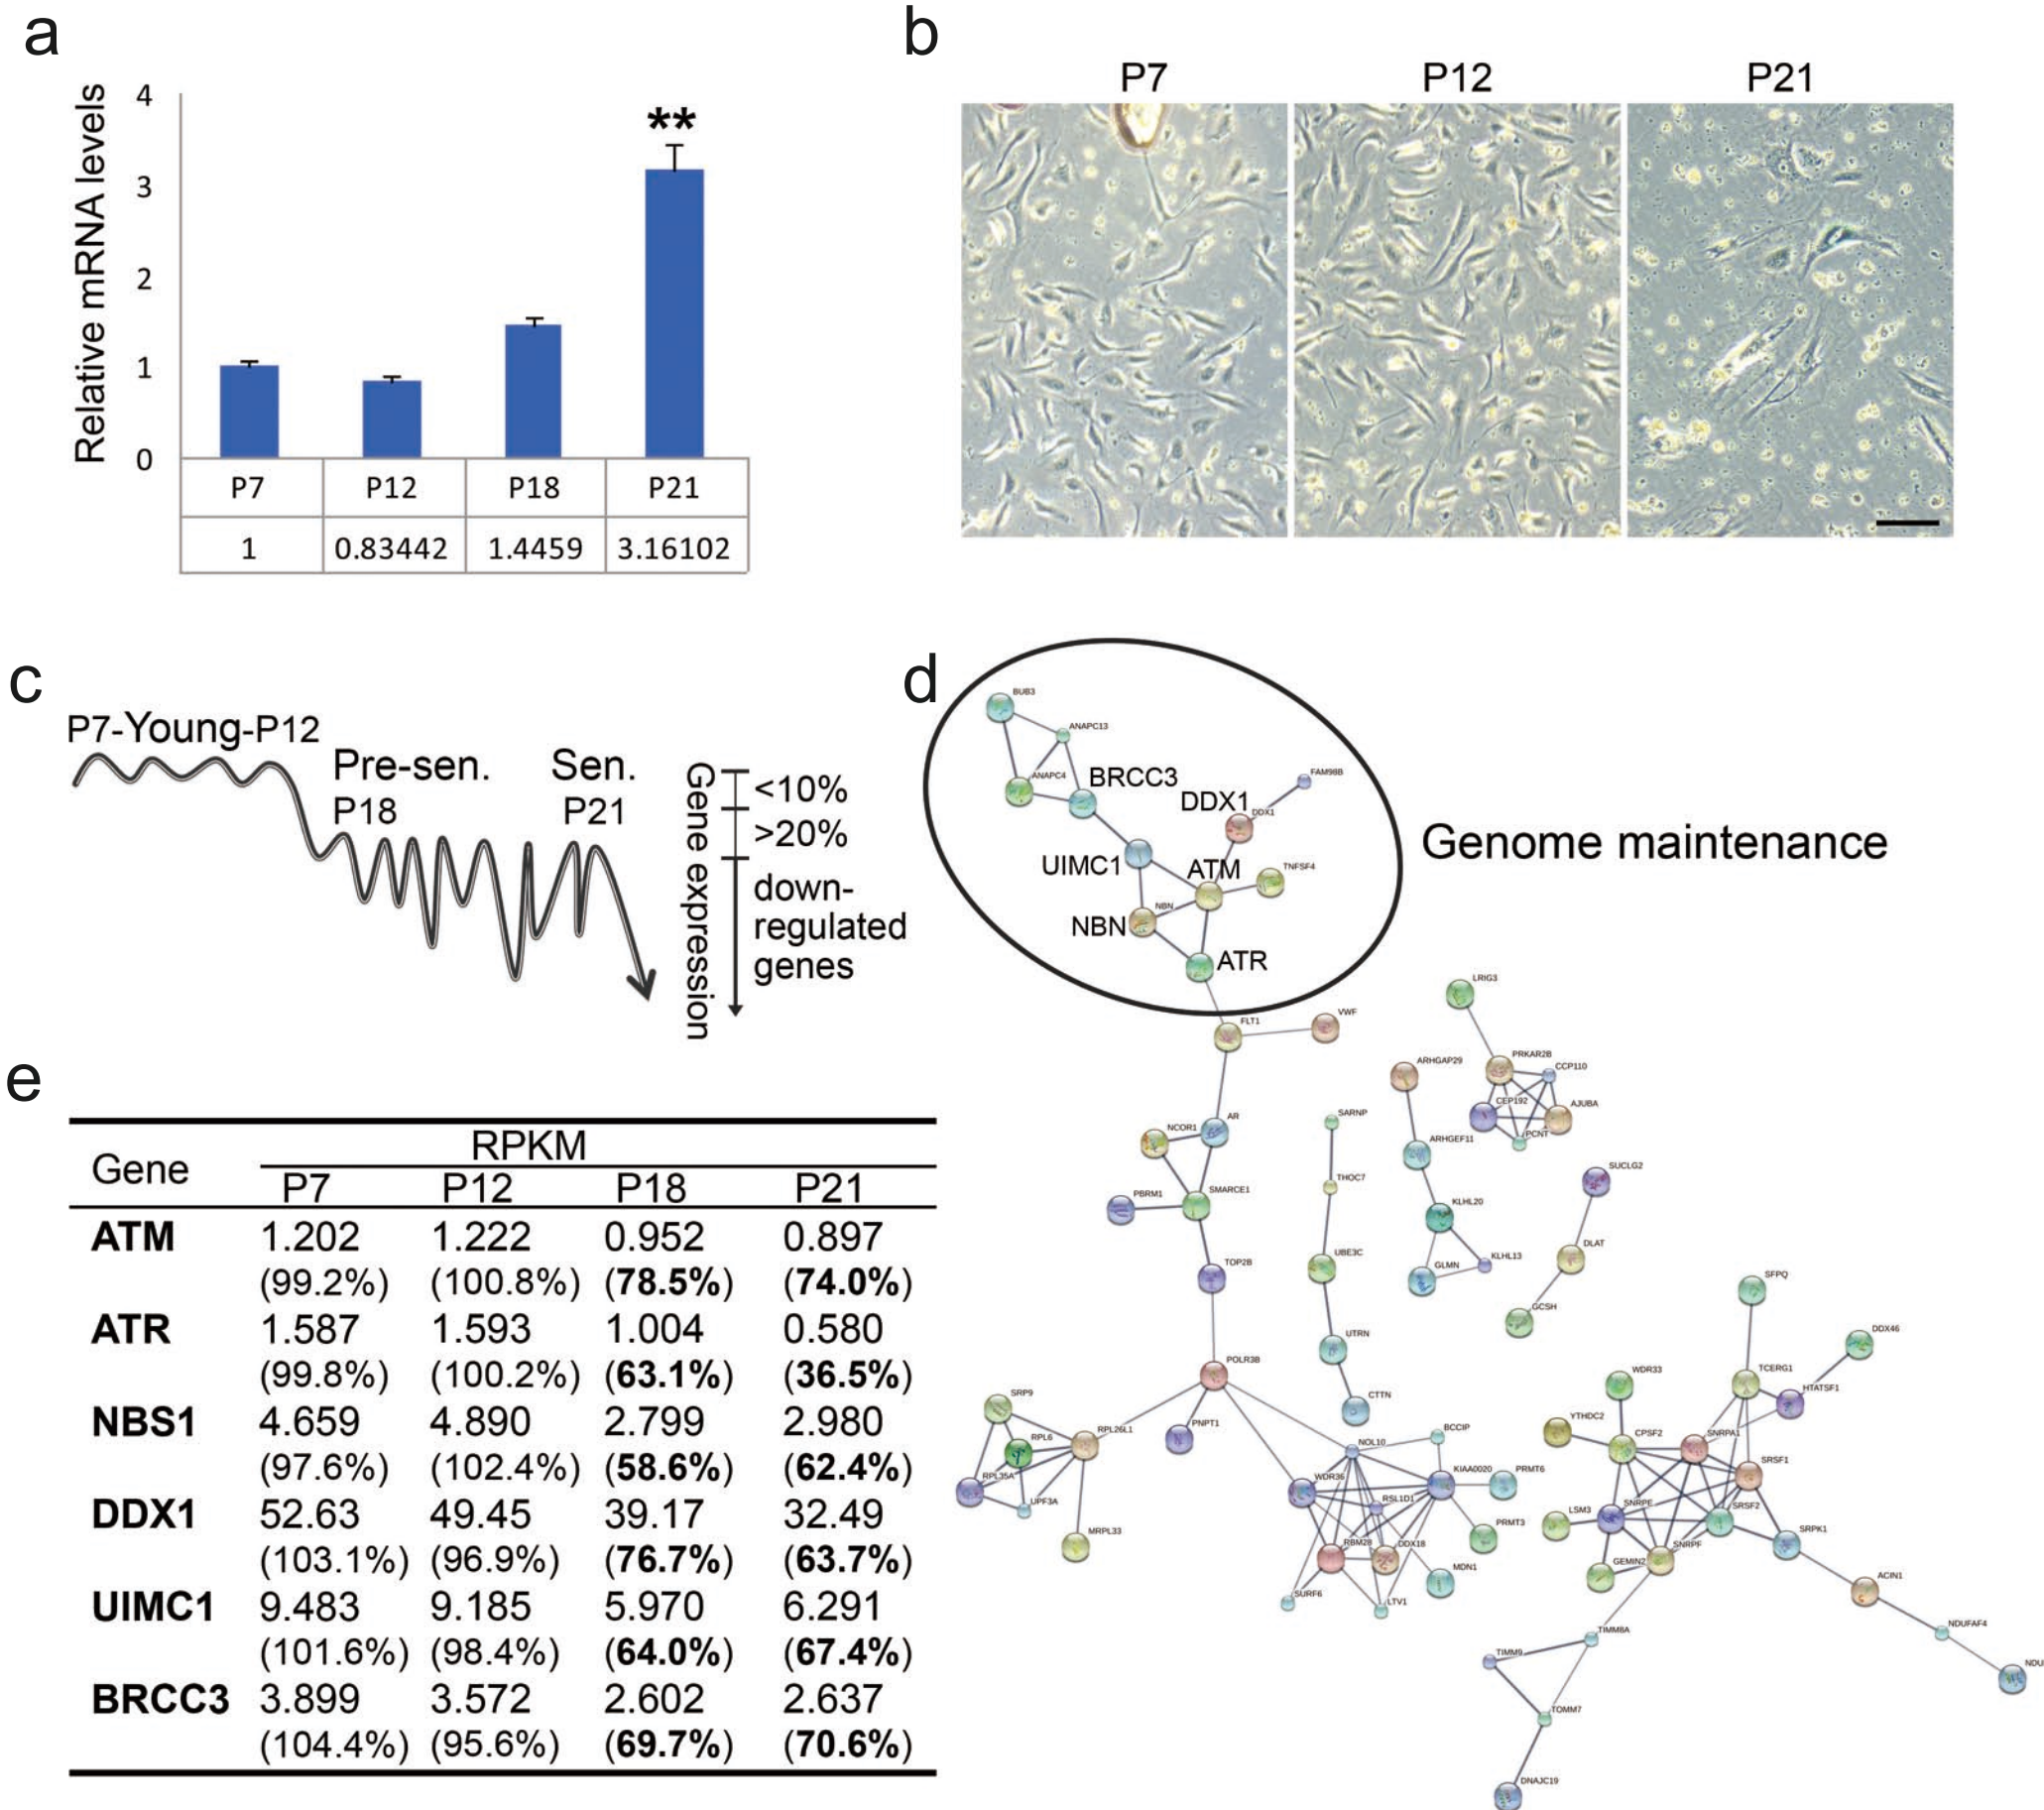 a
Relative mRNA levels
4
3
2
1
0
**
P7 P12 P18 P21
1 0.83442 1.4459 3.16102
b
P7 P12 P21
c
P7-Young-P12
Pre-sen.
P18
Sen.
P21
Gene expression
<10%
>20%
down-
regulated
genes
d
BUB3
ANAPC13
ANAPC4
BRCC3
FAM98B
DDX1
DDX1
UIMC1
ATM
TNFSF4
NBN
NBN
ATR
Genome maintenance
FLT1
VWF
LRIG3
ARHGAP29
PRKAR2B
CCP110
CEP192
AJUBA
PCNT
AR
NCOR1
SARNP
ARHGEF11
SUCLG2
THOC7
PBRM1
SMARCE1
KLHL20
DLAT
TOP2B
UBE3C
GLMN
KLHL13
SFPQ
GCSH
UTRN
DDX46
POLR3B
WDR33
TCERG1
HTATSF1
SRP9
CTTN
PNPT1
RPL26L1
YTHDC2
CPSF2
SNRPA1
RPL6
NOL10
BCCIP
SRSF1
RPL35A
WDR36
KIAA0020
PRMT6
UPF3A
RSL1D1
LSM3
SNRPE
SRSF2
MRPL33
PRMT3
SRPK1
RBM28
DDX18
GEMIN2
SNRPF
MDN1
SURF6
LTV1
ACIN1
TIMM8A
NDUFAF4
TIMM9
NDU
TOMM7
DNAJC19
e
Gene RPKM
P7 P12 P18 P21
ATM 1.202 1.222 0.952 0.897
(99.2%) (100.8%) (78.5%) (74.0%)
ATR 1.587 1.593 1.004 0.580
(99.8%) (100.2%) (63.1%) (36.5%)
NBS1 4.659 4.890 2.799 2.980
(97.6%) (102.4%) (58.6%) (62.4%)
DDX1 52.63 49.45 39.17 32.49
(103.1%) (96.9%) (76.7%) (63.7%)
UIMC1 9.483 9.185 5.970 6.291
(101.6%) (98.4%) (64.0%) (67.4%)
BRCC3 3.899 3.572 2.602 2.637
(104.4%) (95.6%) (69.7%) (70.6%)